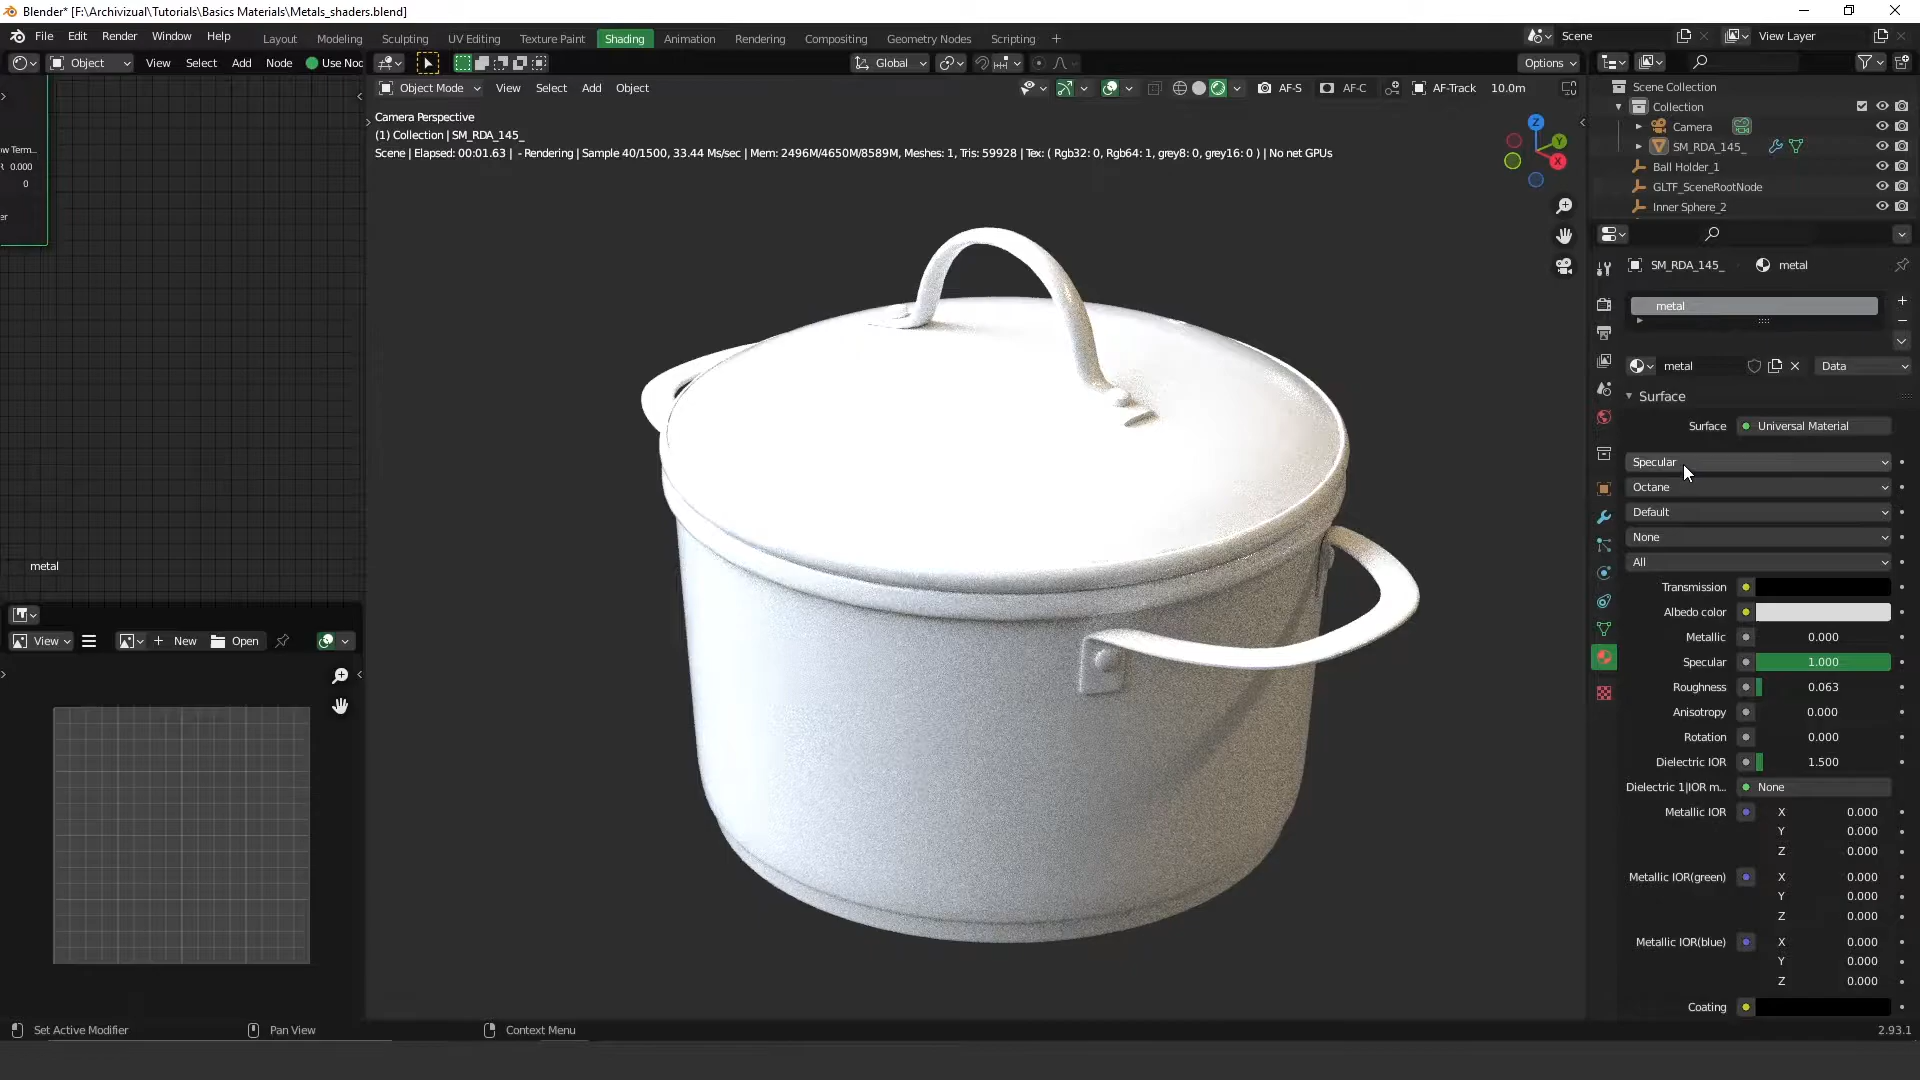 Blender* [F:\Archivizual\Tutorials\Basics Materials\Metals_shaders.blend]
File Edit Render Window Help Layout Modeling Sculpting UV Editing Texture Paint Shading Animation Rendering Compositing Geometry Nodes Scripting + Scene View Layer
Object View Select Add Node Use Noc Global Options
Object Mode View Select Add Object AF-S AF-C AF-Track 10.0m
Camera Perspective
(1) Collection | SM_RDA_145_
Scene | Elapsed: 00:01.63 | - Rendering | Sample 40/1500, 33.44 Ms/sec | Mem: 2496M/4650M/8589M, Meshes: 1, Tris: 59928 | Tex: ( Rgb32: 0, Rgb64: 1, grey8: 0, grey16: 0 ) | No net GPUs
ow Term...
R 0.000
0
er
metal
View New Open
Z
Y
X
Scene Collection
Collection
Camera
SM_RDA_145_
Ball Holder_1
GLTF_SceneRootNode
Inner Sphere_2
SM_RDA_145_ metal
metal
metal Data
Surface
Surface Universal Material
Specular
Octane
Default
None
All
Transmission
Albedo color
Metallic 0.000
Specular 1.000
Roughness 0.063
Anisotropy 0.000
Rotation 0.000
Dielectric IOR 1.500
Dielectric 1|IOR m... None
Metallic IOR X 0.000
Y 0.000
Z 0.000
Metallic IOR(green) X 0.000
Y 0.000
Z 0.000
Metallic IOR(blue) X 0.000
Y 0.000
Z 0.000
Coating
Set Active Modifier Pan View Context Menu 2.93.1